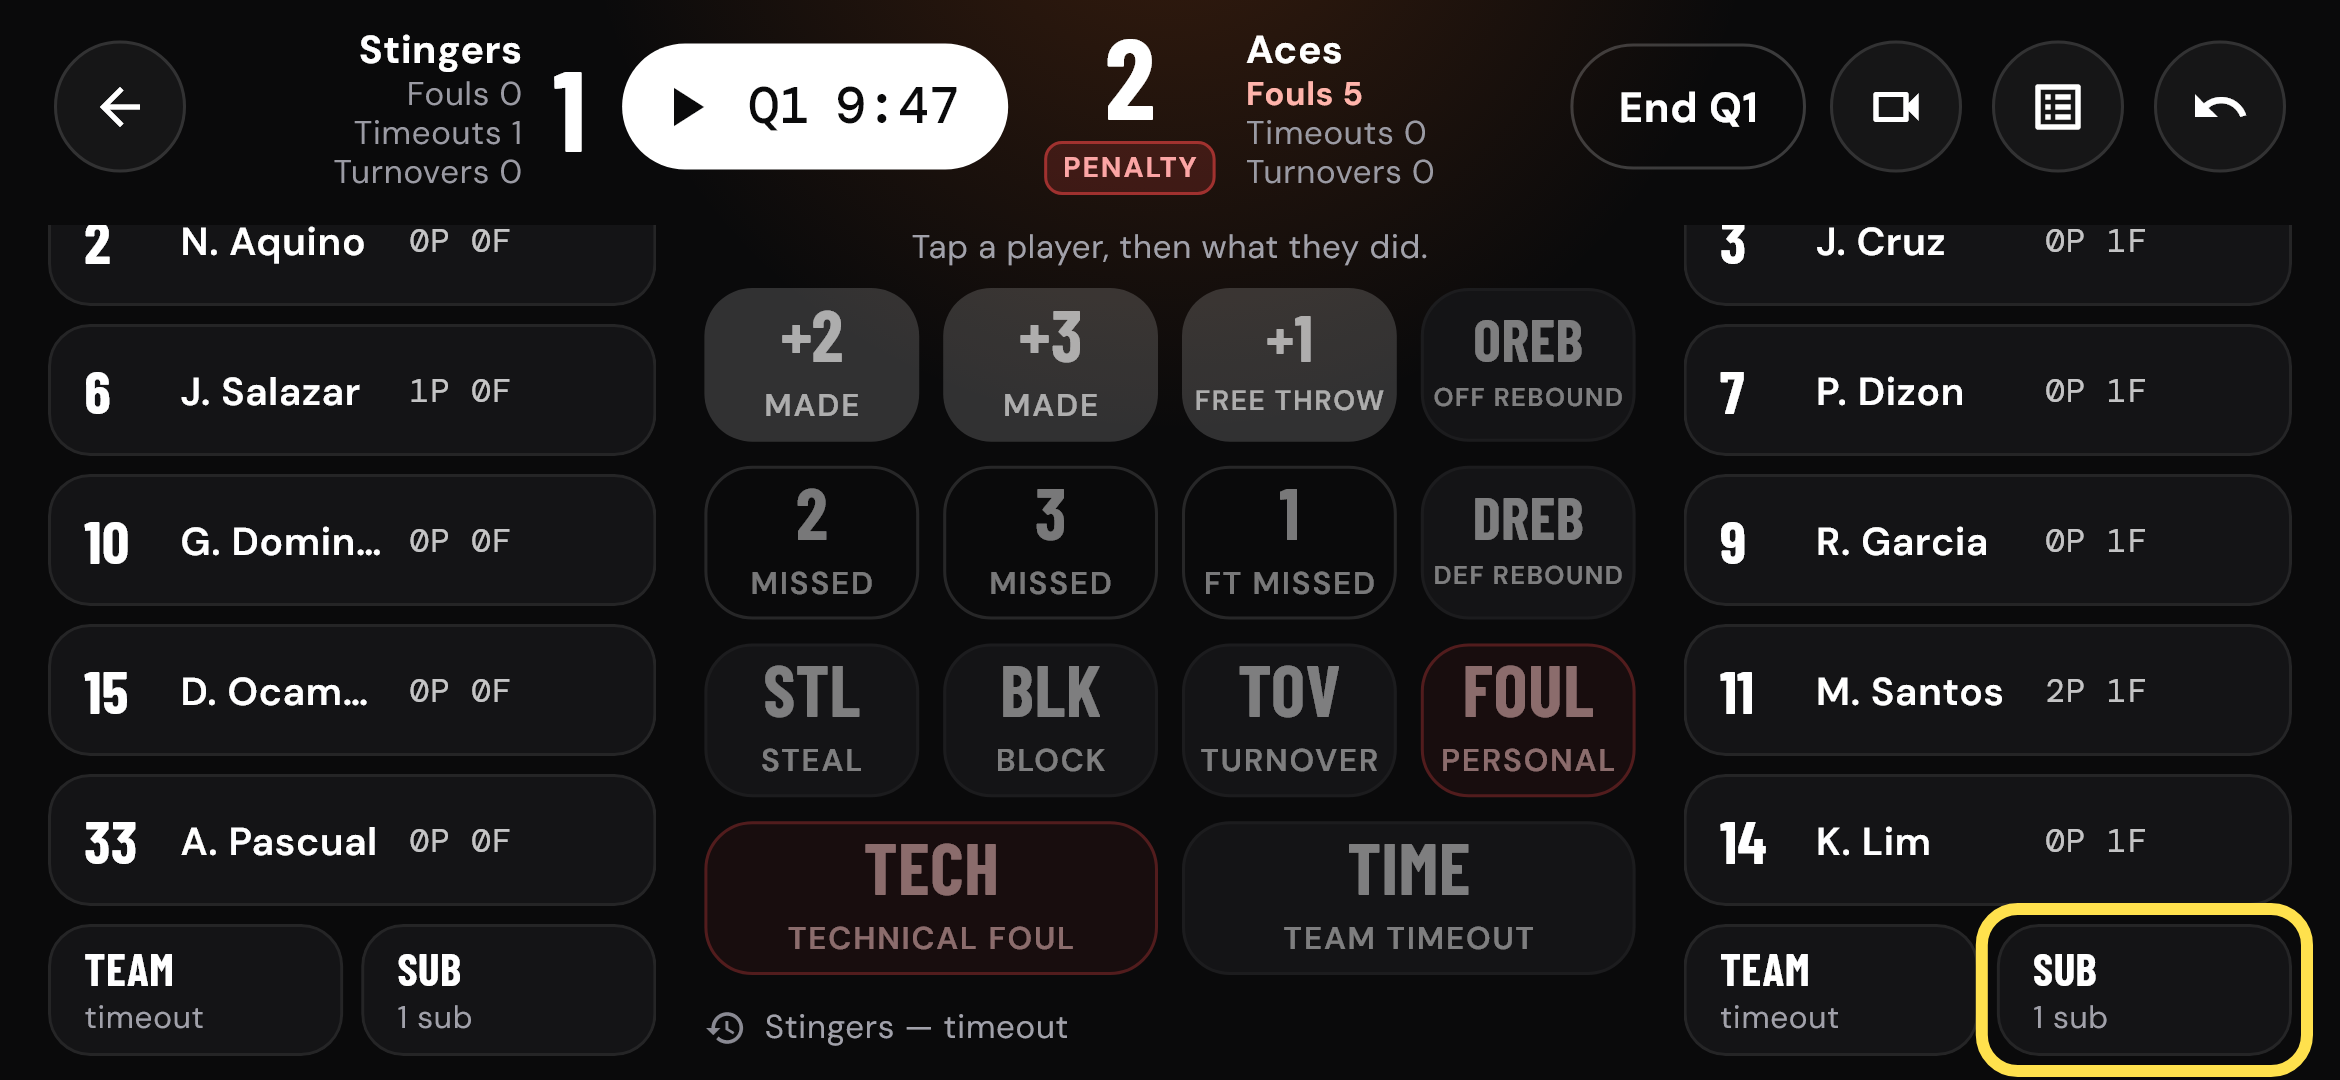 Stingers
Fouls 0
Timeouts 1
Turnovers 0
1
Q1 9:47
2
PENALTY
Aces
Fouls 5
Timeouts 0
Turnovers 0
End Q1
2 N. Aquino 0P 0F
6 J. Salazar 1P 0F
10 G. Domin... 0P 0F
15 D. Ocam... 0P 0F
33 A. Pascual 0P 0F
TEAM
timeout
SUB
1 sub
Tap a player, then what they did.
+2
MADE
+3
MADE
+1
FREE THROW
OREB
OFF REBOUND
2
MISSED
3
MISSED
1
FT MISSED
DREB
DEF REBOUND
STL
STEAL
BLK
BLOCK
TOV
TURNOVER
FOUL
PERSONAL
TECH
TECHNICAL FOUL
TIME
TEAM TIMEOUT
Stingers — timeout
3 J. Cruz 0P 1F
7 P. Dizon 0P 1F
9 R. Garcia 0P 1F
11 M. Santos 2P 1F
14 K. Lim 0P 1F
TEAM
timeout
SUB
1 sub